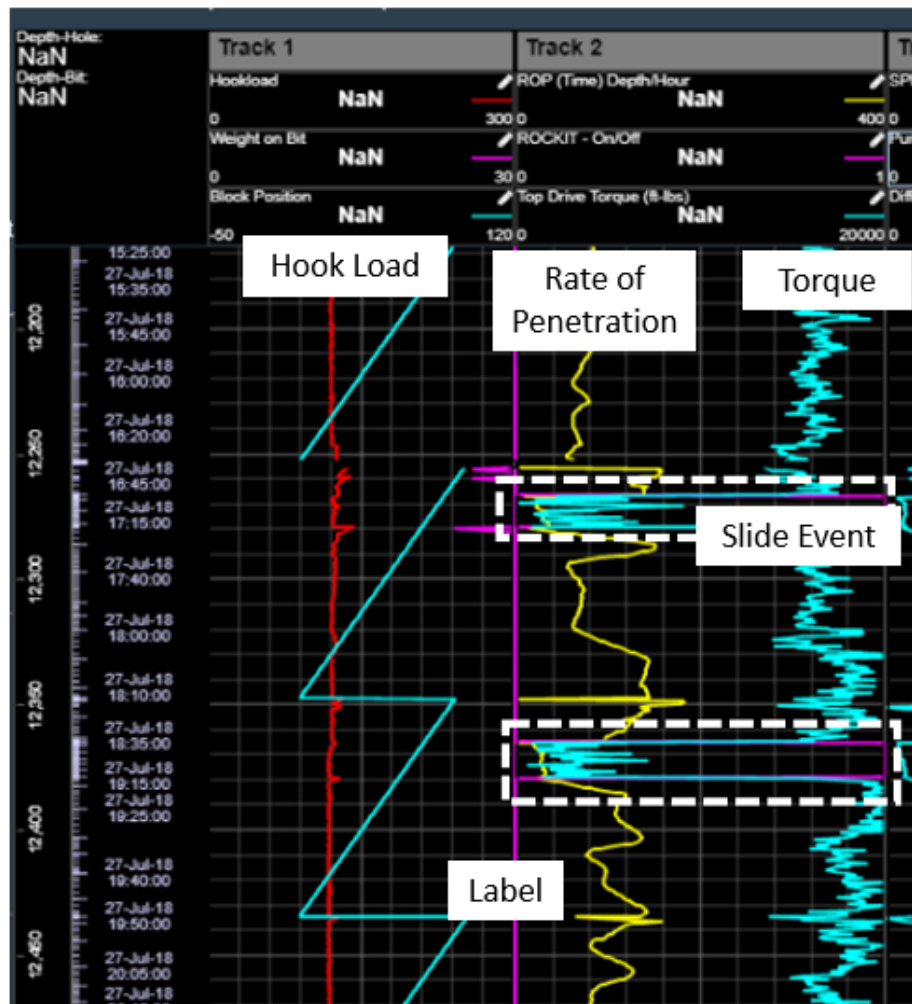 Depth-Hole:
NaN
Depth-Bit:
NaN
Track 1
Track 2
Hookload
NaN
0 300
Weight on Bit
NaN
0 30
Block Position
NaN
-50 120
ROP (Time) Depth/Hour
NaN
0 400
ROCKIT - On/Off
NaN
0 1
Top Drive Torque (ft-lbs)
NaN
0 20000
0
0
0
Hook Load
Rate of
Penetration
Torque
Slide Event
Label
15:25:00
27-Jul-18
15:35:00
12,200
27-Jul-18
15:45:00
27-Jul-18
16:00:00
27-Jul-18
16:20:00
12,250
27-Jul-18
16:45:00
27-Jul-18
17:15:00
12,300
27-Jul-18
17:40:00
27-Jul-18
18:00:00
12,350
27-Jul-18
18:10:00
27-Jul-18
18:35:00
27-Jul-18
19:15:00
27-Jul-18
19:25:00
12,400
27-Jul-18
19:40:00
27-Jul-18
19:50:00
12,450
27-Jul-18
20:05:00
27-Jul-18